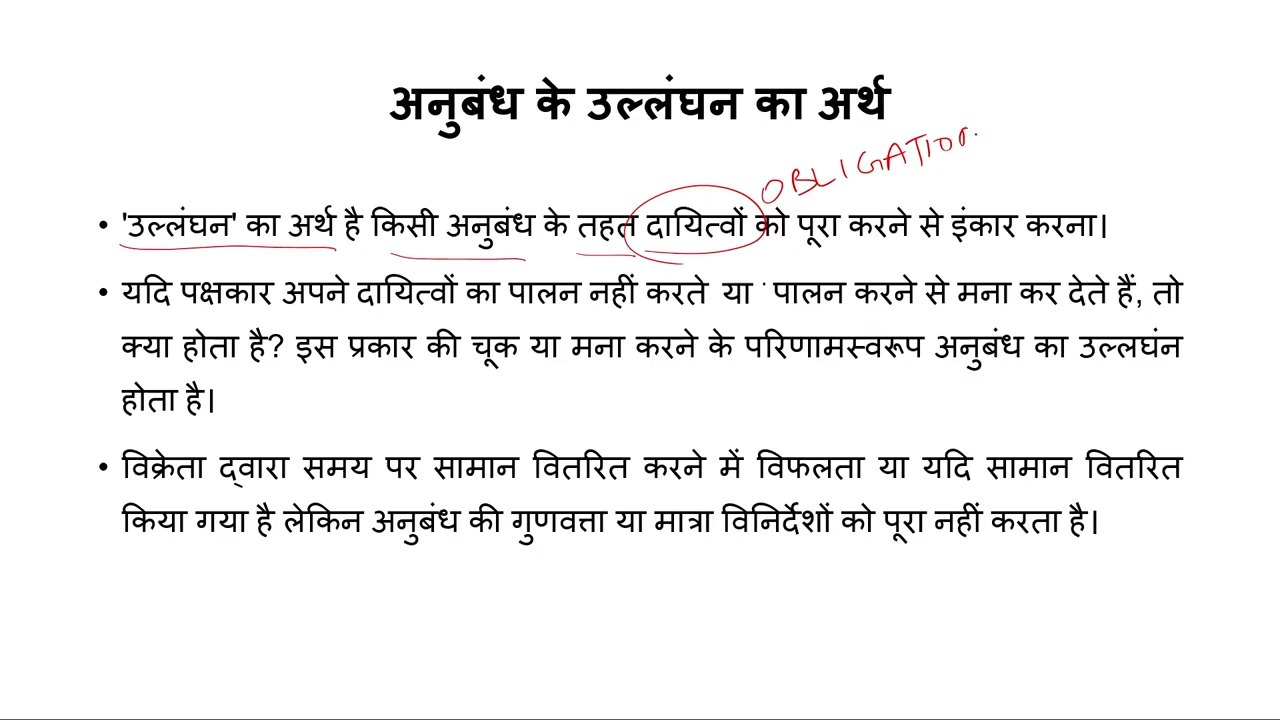 अनुबंध के उल्लंघन का अर्थ
OBLIGATION
• 'उल्लंघन' का अर्थ है किसी अनुबंध के तहत दायित्वों को पूरा करने से इंकार करना।
• यदि पक्षकार अपने दायित्वों का पालन नहीं करते या पालन करने से मना कर देते हैं, तो
क्या होता है? इस प्रकार की चूक या मना करने के परिणामस्वरूप अनुबंध का उल्लघंन
होता है।
• विक्रेता द्वारा समय पर सामान वितरित करने में विफलता या यदि सामान वितरित
किया गया है लेकिन अनुबंध की गुणवत्ता या मात्रा विनिर्देशों को पूरा नहीं करता है।